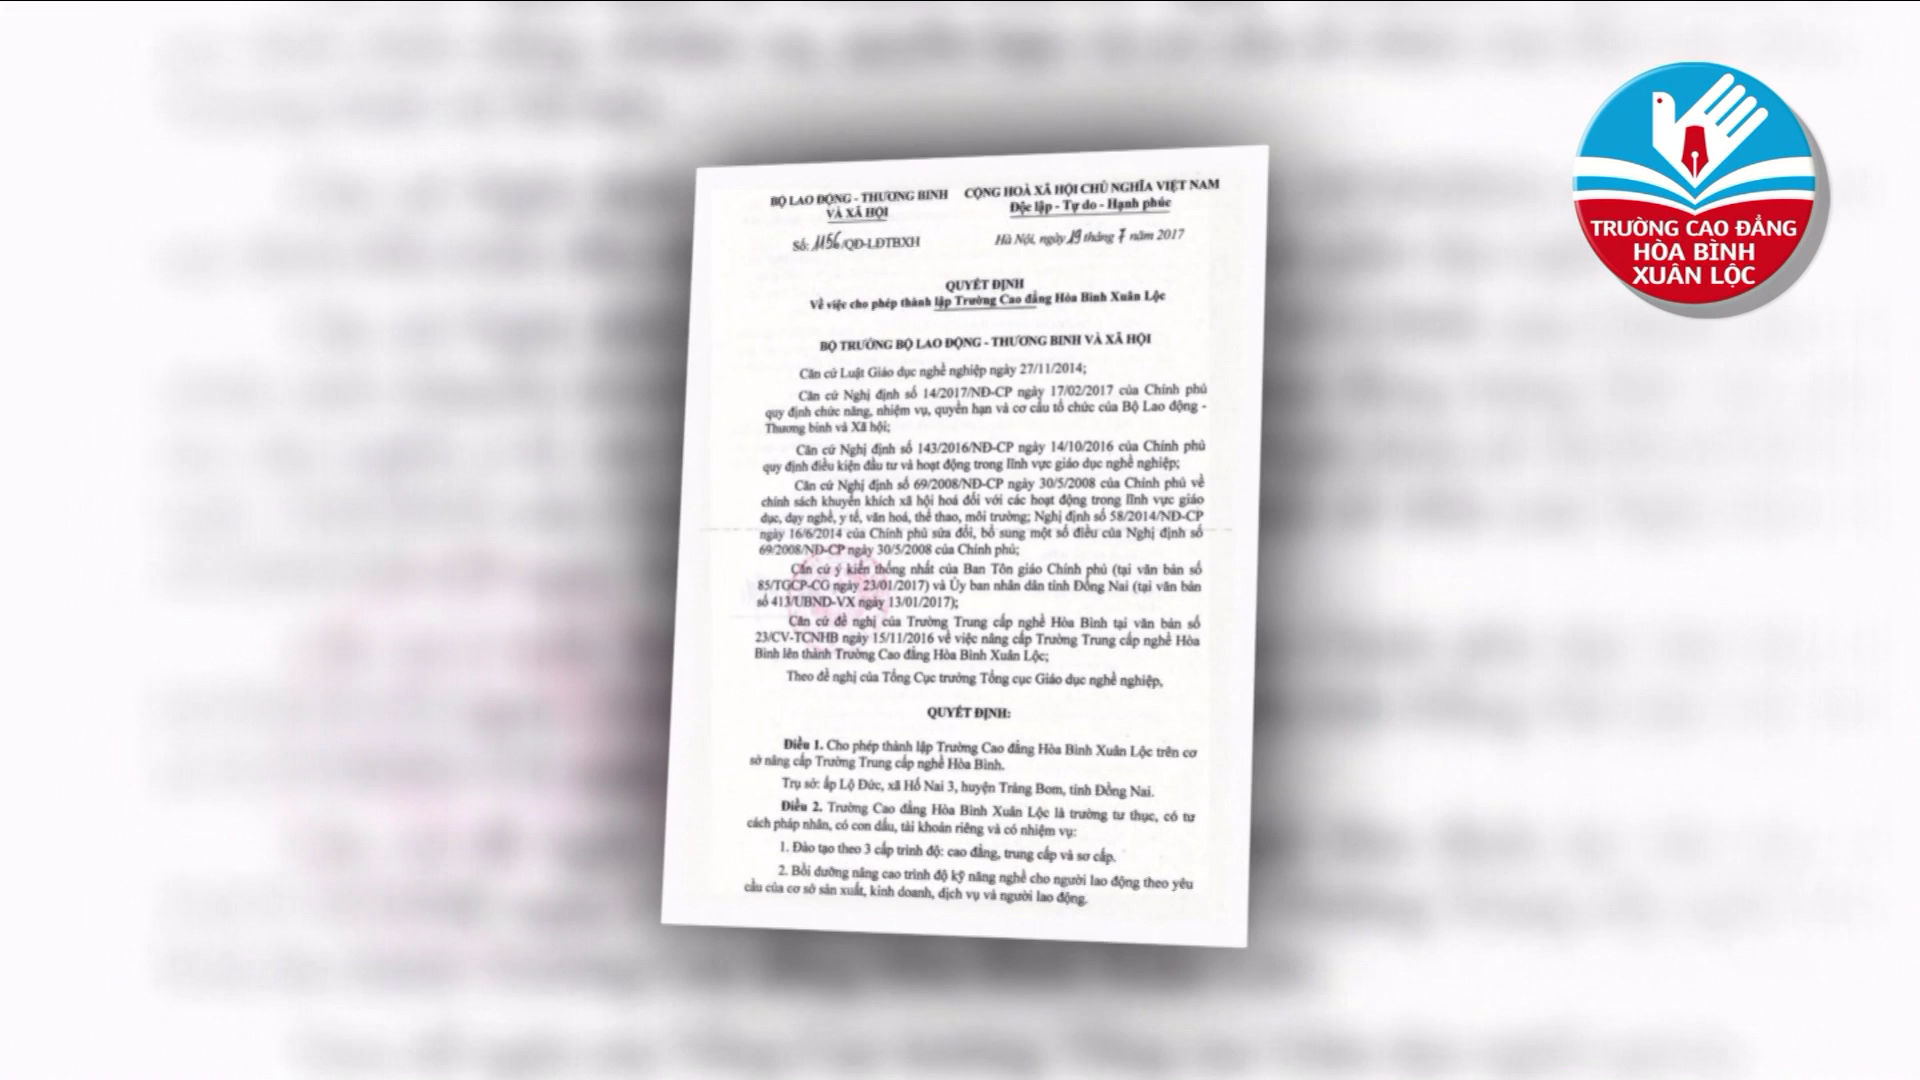 BỘ LAO ĐỘNG - THƯƠNG BINH
VÀ XÃ HỘI
CỘNG HOÀ XÃ HỘI CHỦ NGHĨA VIỆT NAM
Độc lập - Tự do - Hạnh phúc
Số: 1156/QĐ-LĐTBXH
Hà Nội, ngày 19 tháng 7 năm 2017
QUYẾT ĐỊNH
Về việc cho phép thành lập Trường Cao đẳng Hòa Bình Xuân Lộc
BỘ TRƯỞNG BỘ LAO ĐỘNG - THƯƠNG BINH VÀ XÃ HỘI
Căn cứ Luật Giáo dục nghề nghiệp ngày 27/11/2014;
Căn cứ Nghị định số 14/2017/NĐ-CP ngày 17/02/2017 của Chính phủ
quy định chức năng, nhiệm vụ, quyền hạn và cơ cấu tổ chức của Bộ Lao động -
Thương binh và Xã hội;
Căn cứ Nghị định số 143/2016/NĐ-CP ngày 14/10/2016 của Chính phủ
quy định điều kiện đầu tư và hoạt động trong lĩnh vực giáo dục nghề nghiệp;
Căn cứ Nghị định số 69/2008/NĐ-CP ngày 30/5/2008 của Chính phủ về
chính sách khuyến khích xã hội hoá đối với các hoạt động trong lĩnh vực giáo
dục, dạy nghề, y tế, văn hoá, thể thao, môi trường; Nghị định số 58/2014/NĐ-CP
ngày 16/6/2014 của Chính phủ sửa đổi, bổ sung một số điều của Nghị định số
69/2008/NĐ-CP ngày 30/5/2008 của Chính phủ;
Căn cứ ý kiến thống nhất của Ban Tôn giáo Chính phủ (tại văn bản số
85/TGCP-CG ngày 23/01/2017) và Ủy ban nhân dân tỉnh Đồng Nai (tại văn bản
số 413/UBND-VX ngày 13/01/2017);
Căn cứ đề nghị của Trường Trung cấp nghề Hòa Bình tại văn bản số
23/CV-TCNHB ngày 15/11/2016 về việc nâng cấp Trường Trung cấp nghề Hòa
Bình lên thành Trường Cao đẳng Hòa Bình Xuân Lộc;
Theo đề nghị của Tổng Cục trưởng Tổng cục Giáo dục nghề nghiệp,
QUYẾT ĐỊNH:
Điều 1. Cho phép thành lập Trường Cao đẳng Hòa Bình Xuân Lộc trên cơ
sở nâng cấp Trường Trung cấp nghề Hòa Bình.
Trụ sở: ấp Lộ Đức, xã Hố Nai 3, huyện Trảng Bom, tỉnh Đồng Nai.
Điều 2. Trường Cao đẳng Hòa Bình Xuân Lộc là trường tư thục, có tư
cách pháp nhân, có con dấu, tài khoản riêng và có nhiệm vụ:
1. Đào tạo theo 3 cấp trình độ: cao đẳng, trung cấp và sơ cấp.
2. Bồi dưỡng nâng cao trình độ kỹ năng nghề cho người lao động theo yêu
cầu của cơ sở sản xuất, kinh doanh, dịch vụ và người lao động.
TRƯỜNG CAO ĐẲNG
HÒA BÌNH
XUÂN LỘC